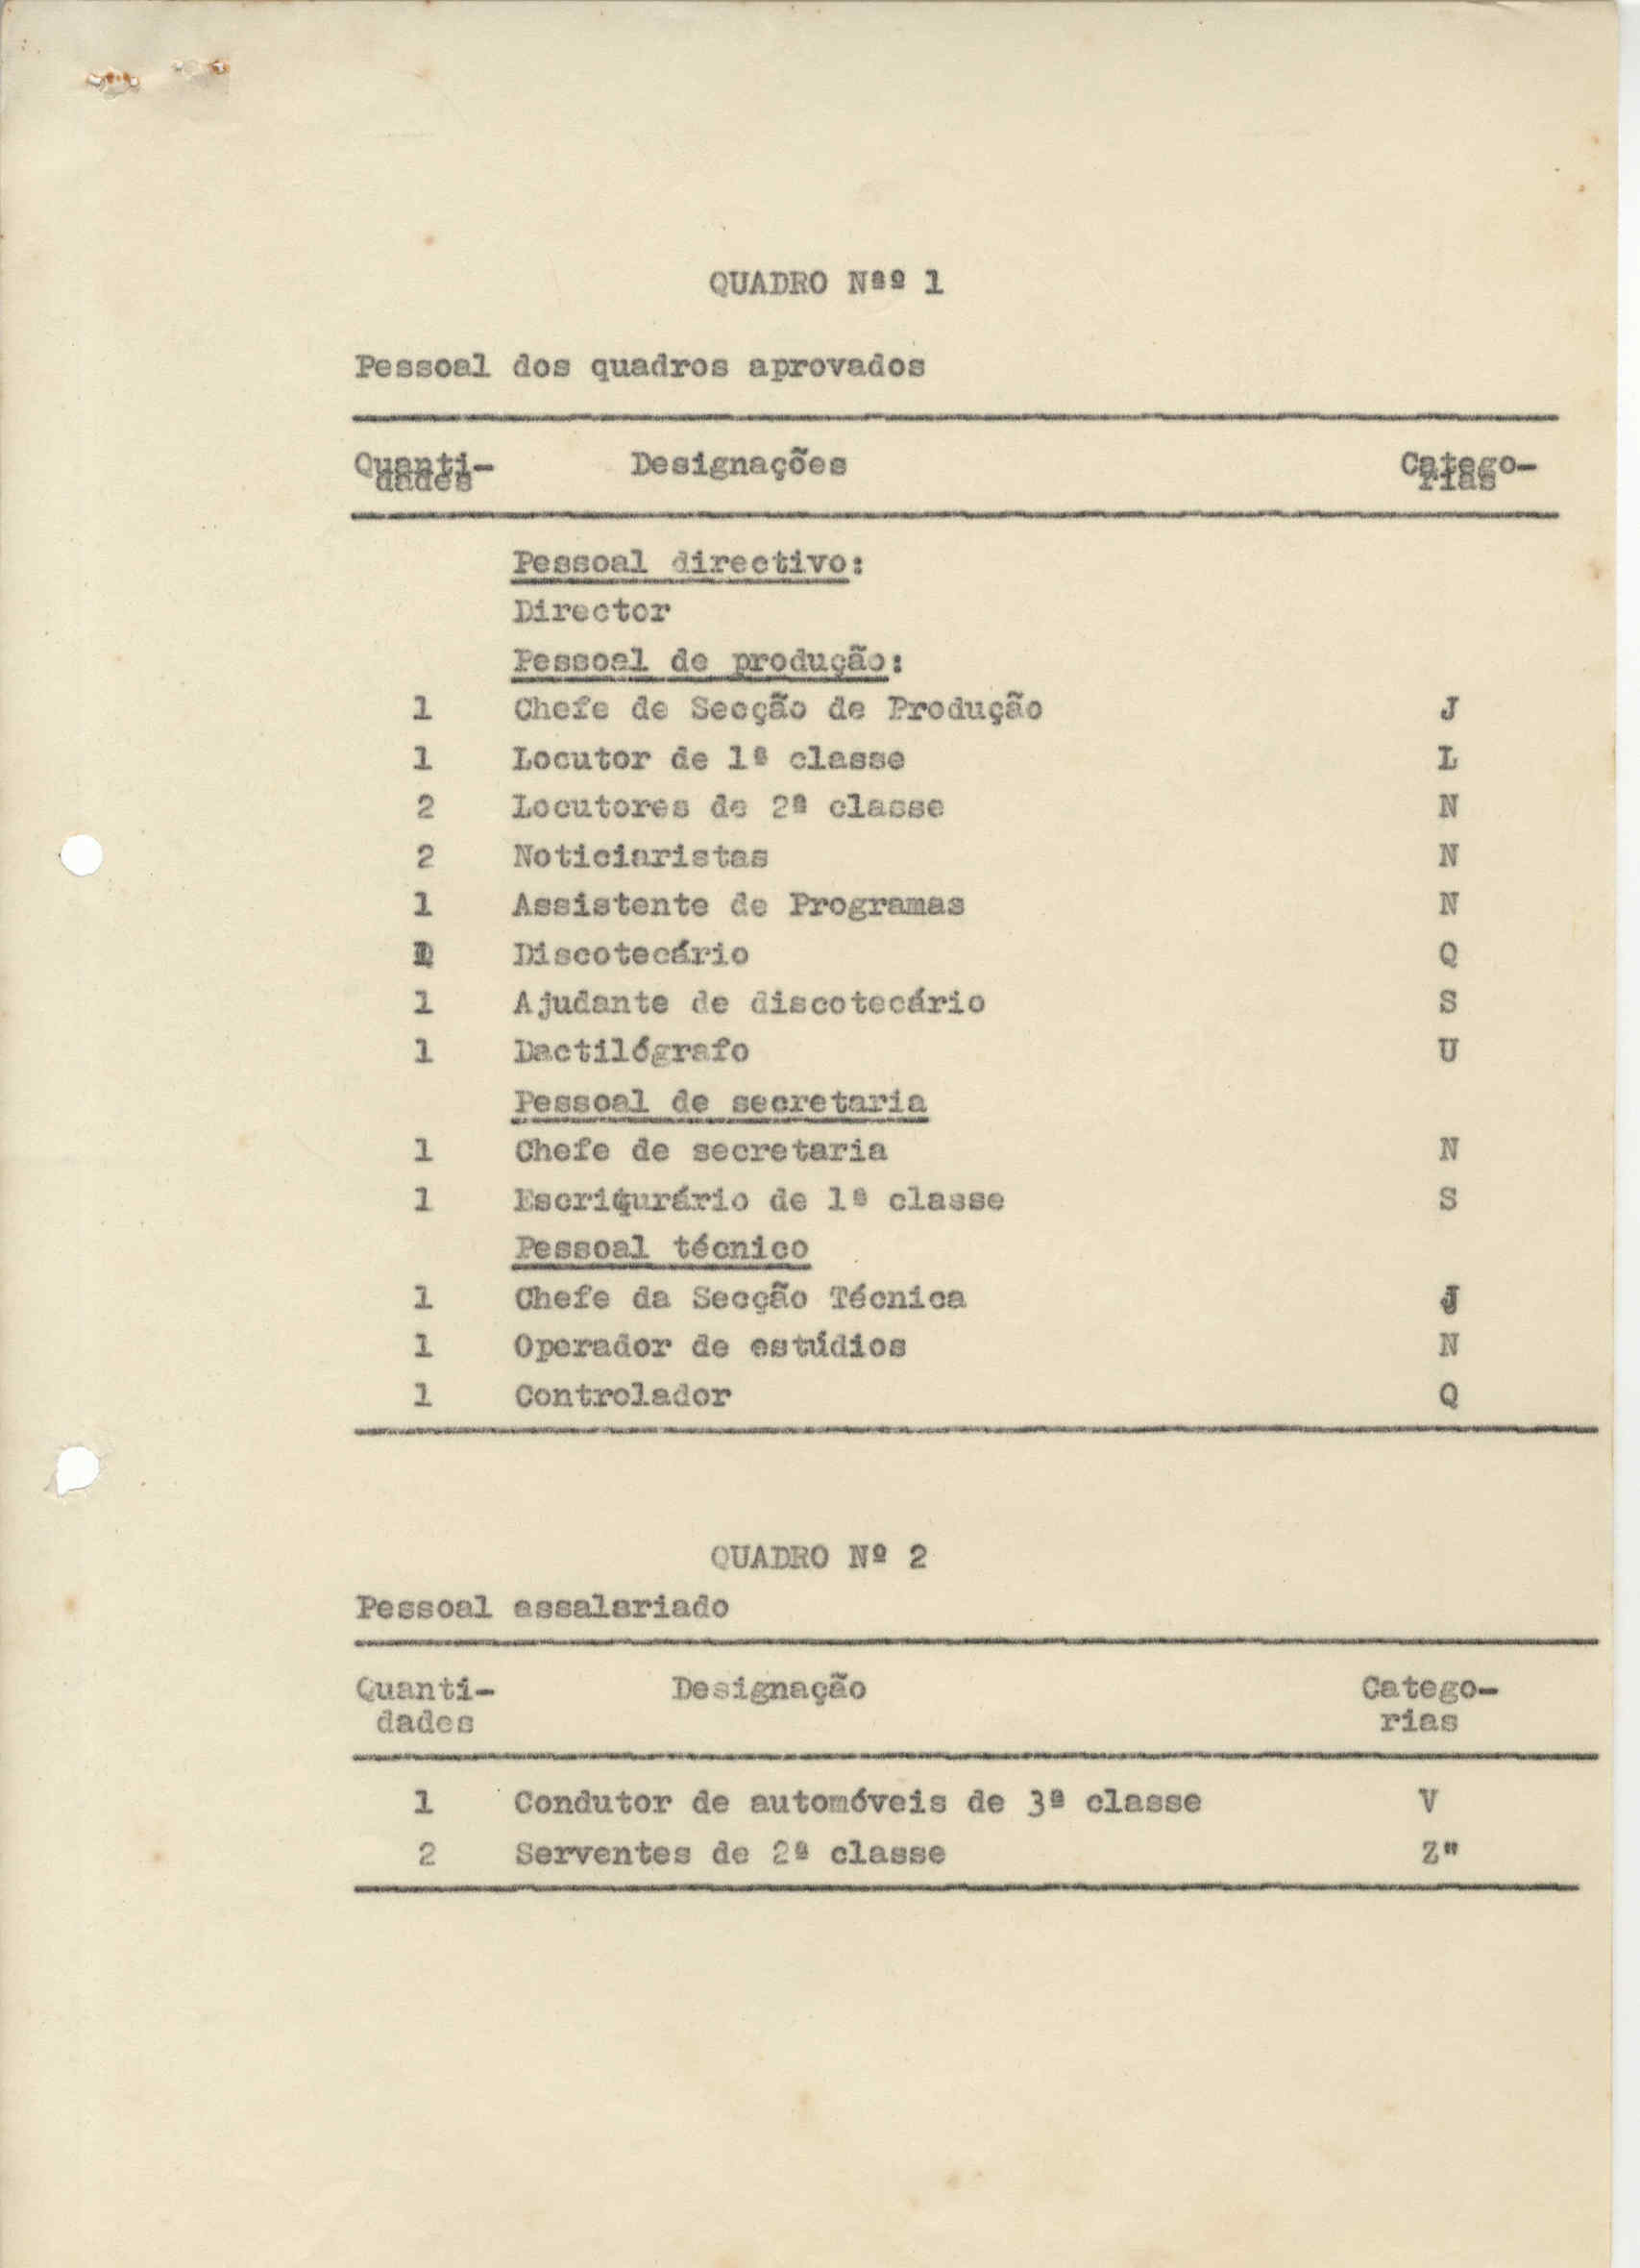 QUADRO Nªº 1
Pessoal dos quadros aprovados
Quanti- Designações Catego-
dades rias
Pessoal directivo:
Director
Pessoal de produção:
1 Chefe de Secção de Produção J
1 Locutor de 1ª classe L
2 Locutores de 2ª classe N
2 Noticiaristas N
1 Assistente de Programas N
Discotecário Q
1 Ajudante de discotecário S
1 Dactilógrafo U
Pessoal de secretaria
1 Chefe de secretaria N
1 Escriturário de 1ª classe S
Pessoal técnico
1 Chefe da Secção Técnica J
1 Operador de estúdios N
1 Controlador Q
QUADRO Nº 2
Pessoal assalariado
Quanti- Designação Catego-
dades rias
1 Condutor de automóveis de 3ª classe V
2 Serventes de 2ª classe Z"